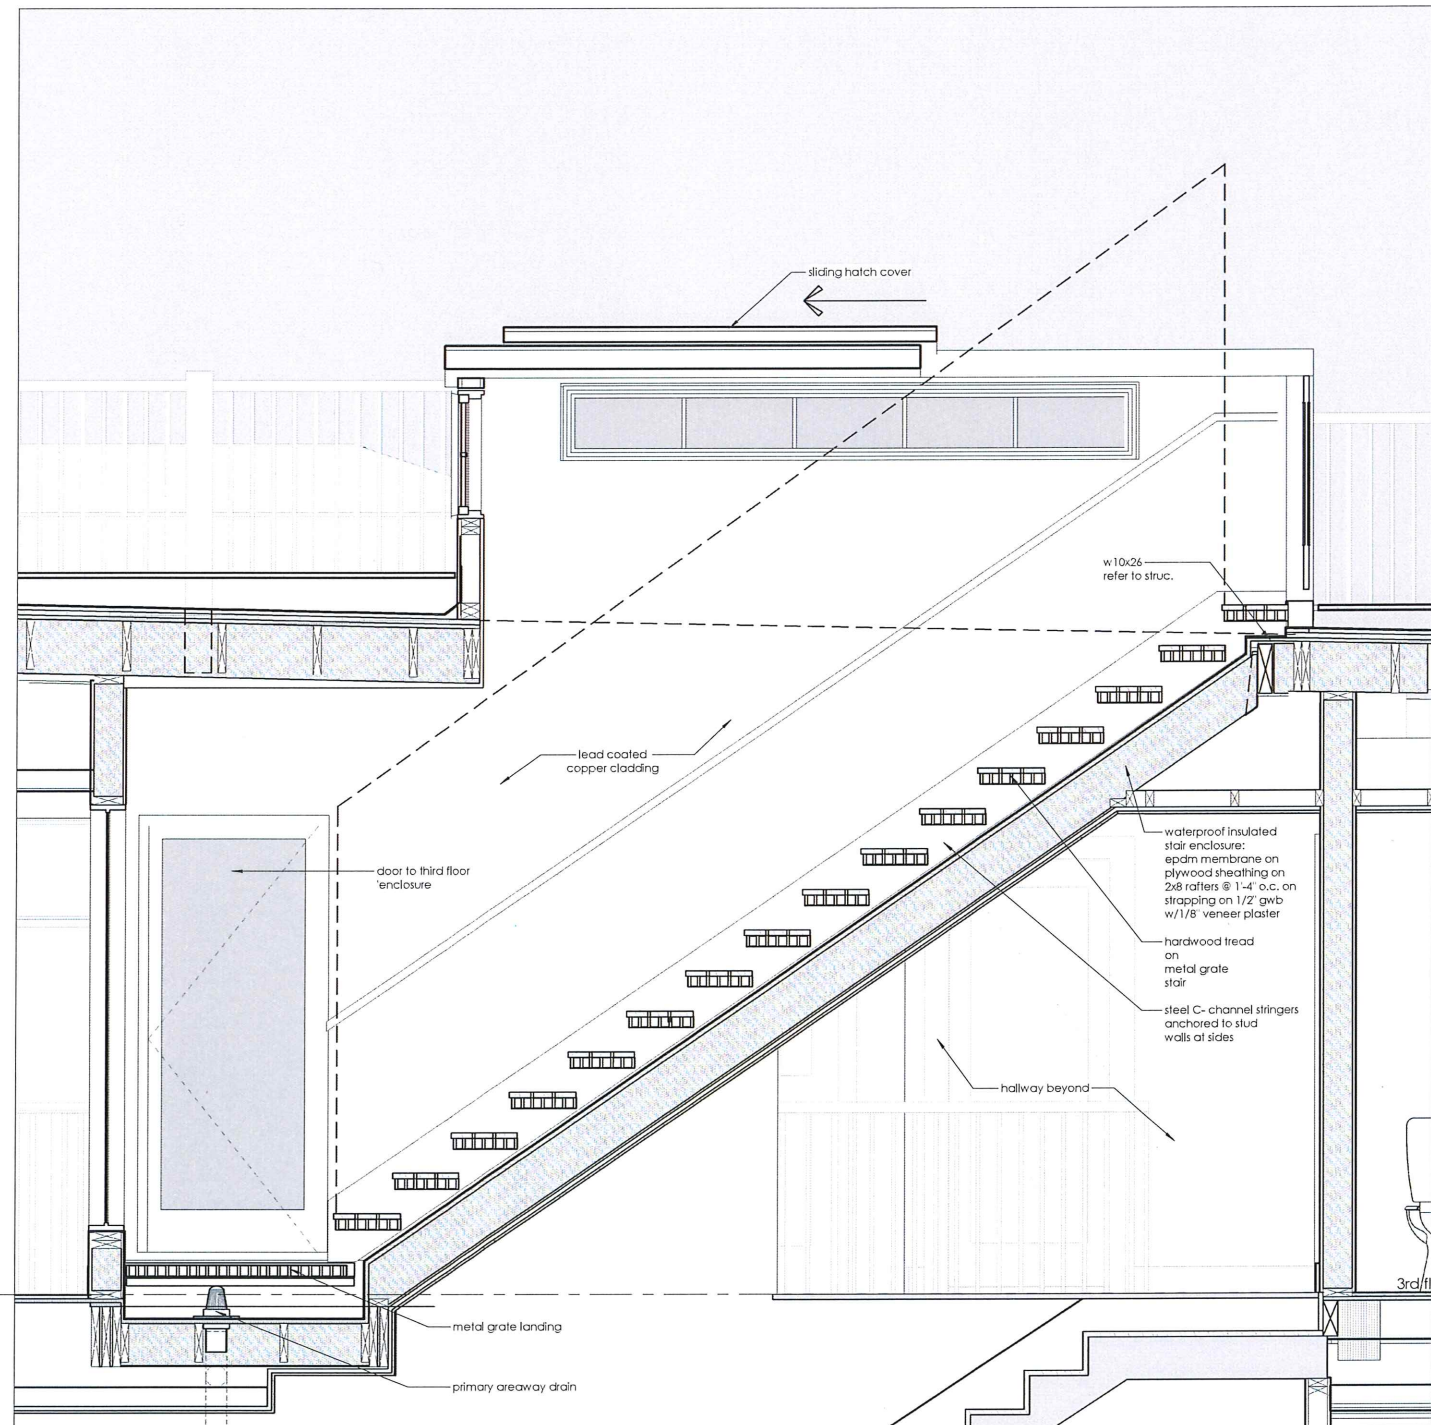 sliding hatch cover
w10x26
refer to struc.
lead coated
copper cladding
door to third floor
'enclosure
waterproof insulated
stair enclosure:
epdm membrane on
plywood sheathing on
2x8 rafters @ 1'-4" o.c. on
strapping on 1/2" gwb
w/1/8" veneer plaster
hardwood tread
on
metal grate
stair
steel C- channel stringers
anchored to stud
walls at sides
hallway beyond
3rd fl
metal grate landing
primary areaway drain